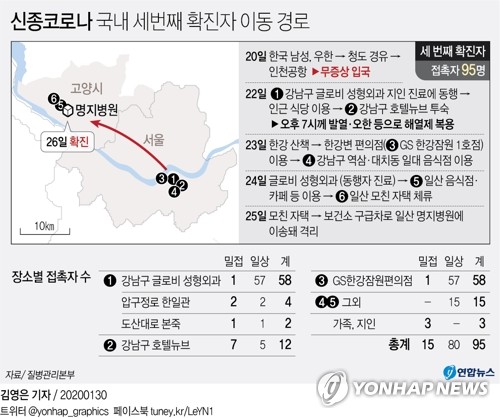 신종코로나 국내 세번째 확진자 이동 경로
고양시
❻
❺
명지병원
26일 확진
서울
❸ ❶ ❷
❹
10km
세 번째 확진자
접촉자 95명
20일 한국 남성, 우한→청도 경유→
인천공항 ▶무증상 입국
22일 ❶ 강남구 글로비 성형외과 지인 진료에 동행→
인근 식당 이용→❷ 강남구 호텔뉴브 투숙
▶오후 7시께 발열·오한 등으로 해열제 복용
23일 한강 산책→한강변 편의점(❸ GS 한강잠원 1호점)
이용→❹ 강남구 역삼·대치동 일대 음식점 이용
24일 글로비 성형외과(동행자 진료)→❺ 일산 음식점·
카페 등 이용→❻ 일산 모친 자택 체류
25일 모친 자택→보건소 구급차로 일산 명지병원에
이송돼 격리
장소별 접촉자 수
밀접 일상 계
❶ 강남구 글로비 성형외과 1 57 58
압구정로 한일관 2 2 4
도산대로 본죽 1 1 2
❷ 강남구 호텔뉴브 7 5 12
밀접 일상 계
❸ GS한강잠원편의점 1 57 58
❹❺ 그외 - 15 15
가족, 지인 3 - 3
총계 15 80 95
자료/질병관리본부
연합뉴스
김영은 기자 / 20200130
트위터 @yonhap_graphics 페이스북 tuney.kr/LeYN1
YONHAP NEWS